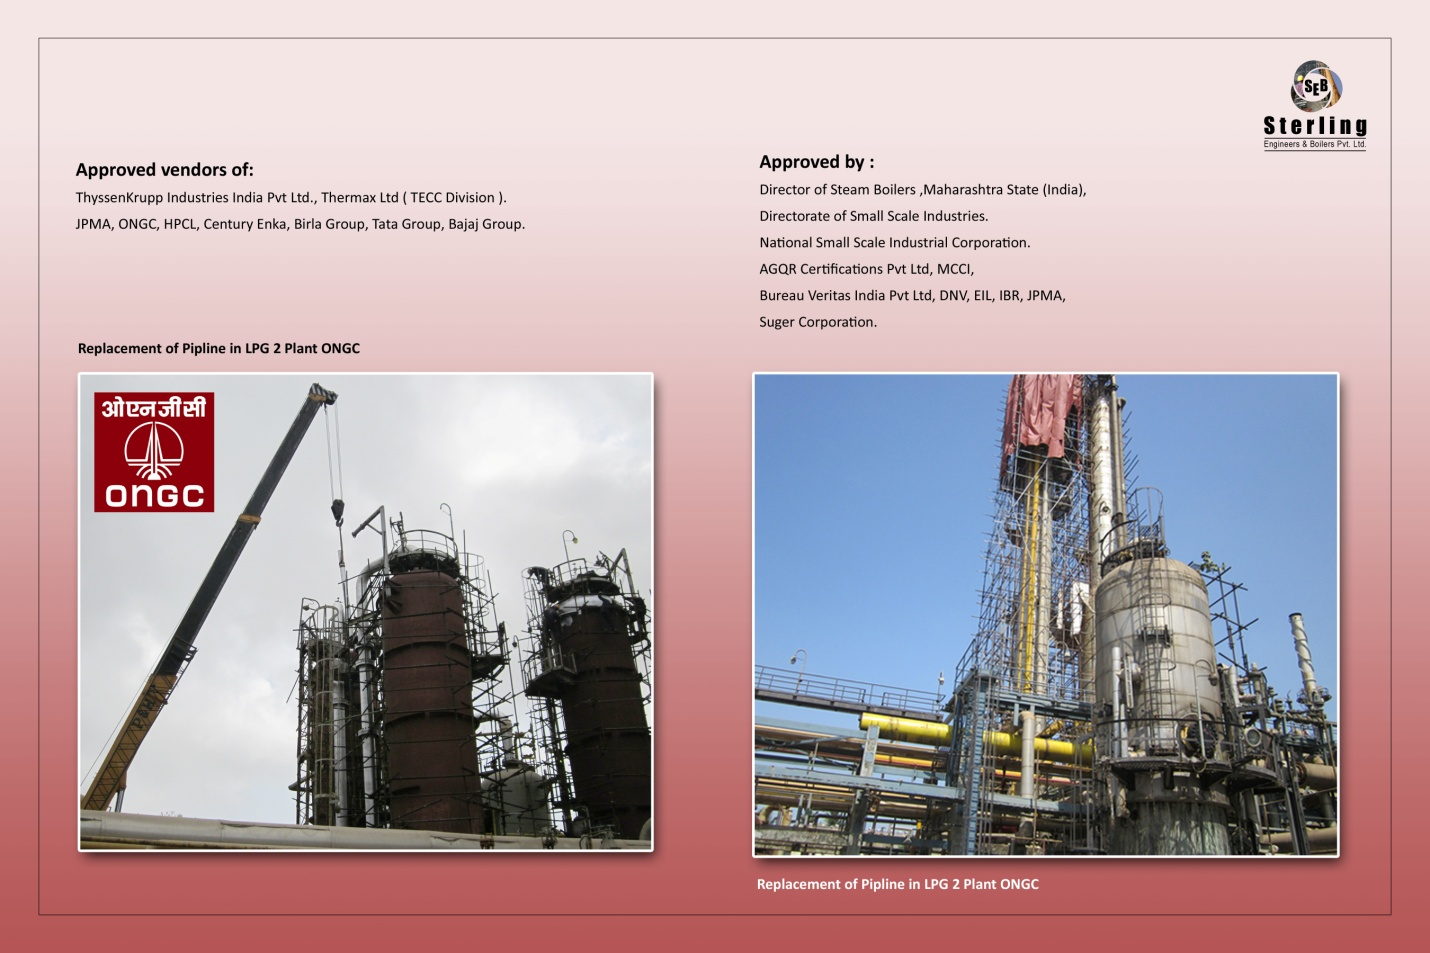 SEB
Sterling
Engineers & Boilers Pvt. Ltd.
Approved vendors of:
ThyssenKrupp Industries India Pvt Ltd., Thermax Ltd ( TECC Division ).
JPMA, ONGC, HPCL, Century Enka, Birla Group, Tata Group, Bajaj Group.
Approved by :
Director of Steam Boilers ,Maharashtra State (India),
Directorate of Small Scale Industries.
National Small Scale Industrial Corporation.
AGQR Certifications Pvt Ltd, MCCI,
Bureau Veritas India Pvt Ltd, DNV, EIL, IBR, JPMA,
Suger Corporation.
Replacement of Pipline in LPG 2 Plant ONGC
ओएनजीसी
ONGC
Replacement of Pipline in LPG 2 Plant ONGC